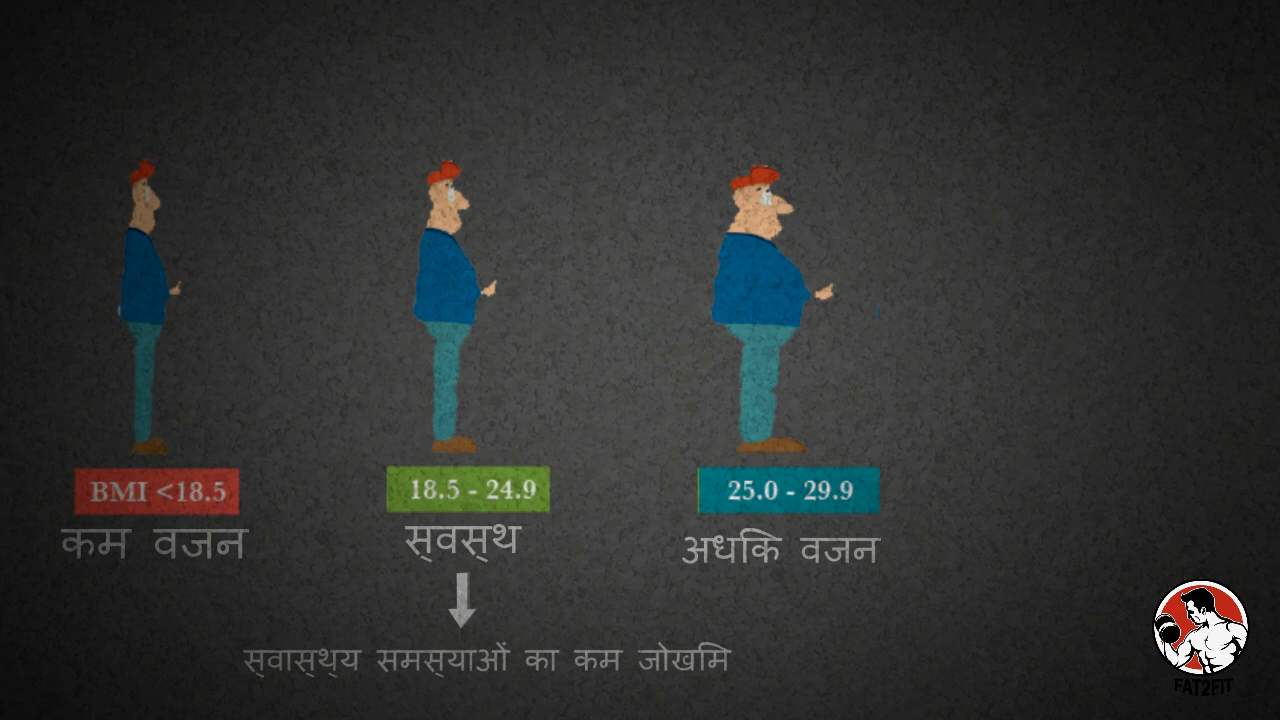 BMI <18.5
18.5 - 24.9
25.0 - 29.9
कम वजन
स्वस्थ
अधकिि वजन
स्वास्थ्य समस्याओं का कम जोखमिि
FAT2FIT